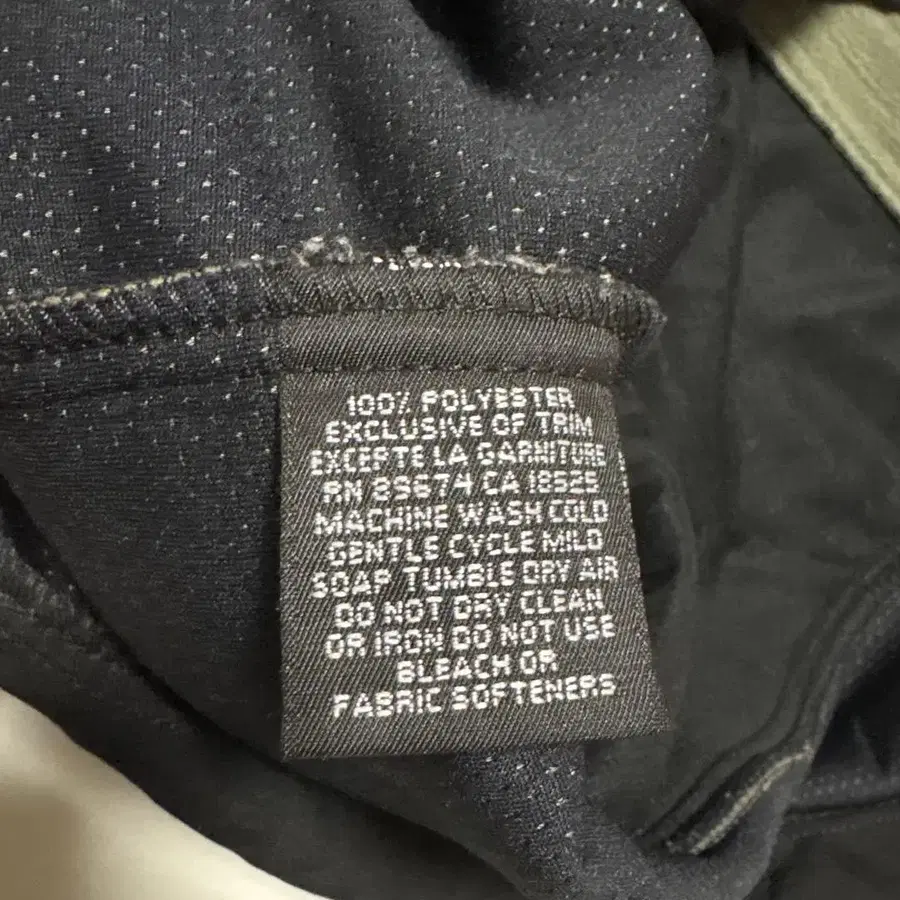 100% POLYESTER
EXCLUSIVE OF TRIM
EXCEPTE LA GARNITURE
RN 89674 CA 18525
MACHINE WASH COLD
GENTLE CYCLE MILD
SOAP TUMBLE DRY AIR
DO NOT DRY CLEAN
OR IRON DO NOT USE
BLEACH OR
FABRIC SOFTENERS